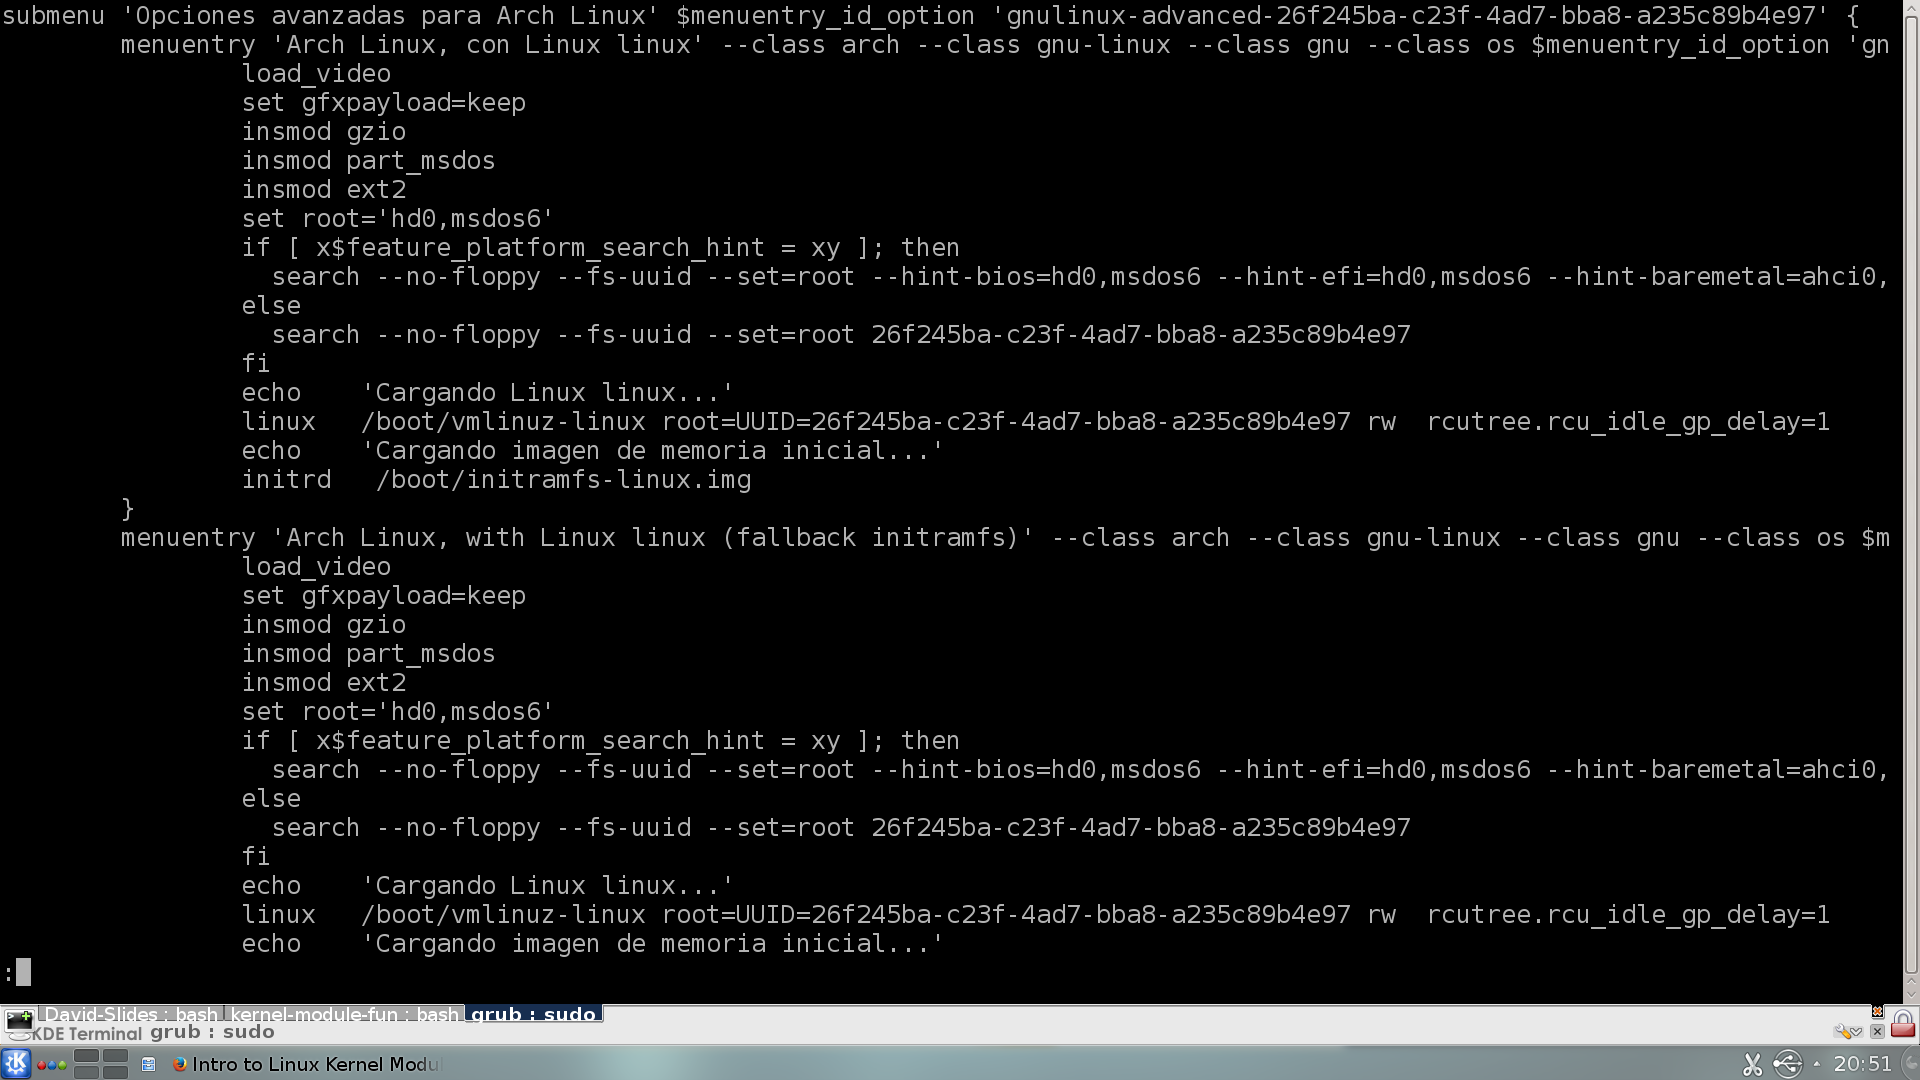 submenu 'Opciones avanzadas para Arch Linux' $menuentry_id_option 'gnulinux-advanced-26f245ba-c23f-4ad7-bba8-a235c89b4e97' {
menuentry 'Arch Linux, con Linux linux' --class arch --class gnu-linux --class gnu --class os $menuentry_id_option 'gn
load_video
set gfxpayload=keep
insmod gzio
insmod part_msdos
insmod ext2
set root='hd0,msdos6'
if [ x$feature_platform_search_hint = xy ]; then
search --no-floppy --fs-uuid --set=root --hint-bios=hd0,msdos6 --hint-efi=hd0,msdos6 --hint-baremetal=ahci0,
else
search --no-floppy --fs-uuid --set=root 26f245ba-c23f-4ad7-bba8-a235c89b4e97
fi
echo 'Cargando Linux linux...'
linux /boot/vmlinuz-linux root=UUID=26f245ba-c23f-4ad7-bba8-a235c89b4e97 rw rcutree.rcu_idle_gp_delay=1
echo 'Cargando imagen de memoria inicial...'
initrd /boot/initramfs-linux.img
}
menuentry 'Arch Linux, with Linux linux (fallback initramfs)' --class arch --class gnu-linux --class gnu --class os $m
load_video
set gfxpayload=keep
insmod gzio
insmod part_msdos
insmod ext2
set root='hd0,msdos6'
if [ x$feature_platform_search_hint = xy ]; then
search --no-floppy --fs-uuid --set=root --hint-bios=hd0,msdos6 --hint-efi=hd0,msdos6 --hint-baremetal=ahci0,
else
search --no-floppy --fs-uuid --set=root 26f245ba-c23f-4ad7-bba8-a235c89b4e97
fi
echo 'Cargando Linux linux...'
linux /boot/vmlinuz-linux root=UUID=26f245ba-c23f-4ad7-bba8-a235c89b4e97 rw rcutree.rcu_idle_gp_delay=1
echo 'Cargando imagen de memoria inicial...'
:
David-Slides : bash kernel-module-fun : bash grub : sudo
KDE Terminal grub : sudo
Intro to Linux Kernel Modu 20:51